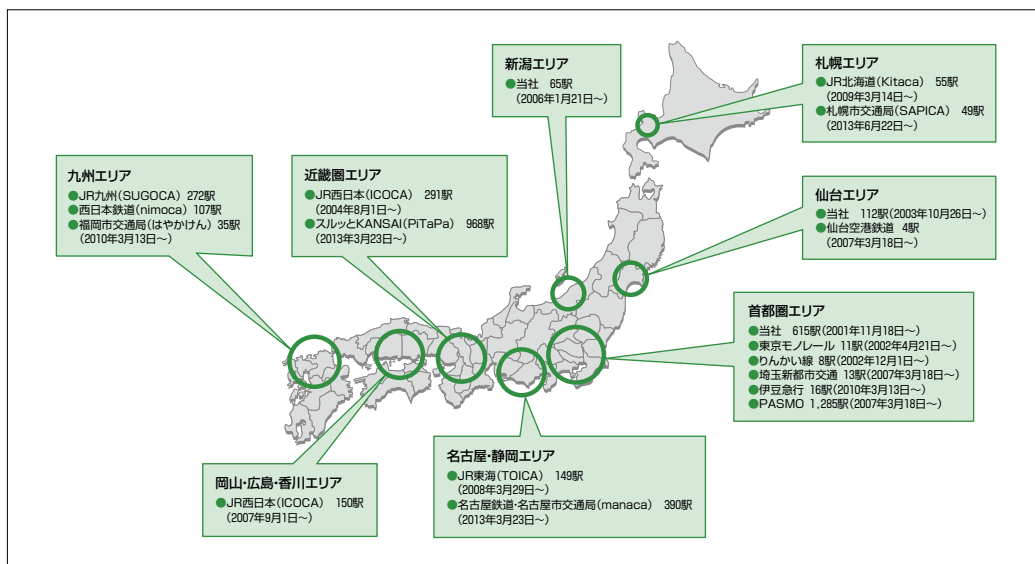 新潟エリア
●当社 65駅
(2006年1月21日〜)
札幌エリア
●JR北海道(Kitaca) 55駅
(2009年3月14日〜)
●札幌市交通局(SAPICA) 49駅
(2013年6月22日〜)
九州エリア
●JR九州(SUGOCA) 272駅
●西日本鉄道(nimoca) 107駅
●福岡市交通局(はやかけん) 35駅
(2010年3月13日〜)
近畿圏エリア
●JR西日本(ICOCA) 291駅
(2004年8月1日〜)
●スルッとKANSAI(PiTaPa) 968駅
(2013年3月23日〜)
仙台エリア
●当社 112駅(2003年10月26日〜)
●仙台空港鉄道 4駅
(2007年3月18日〜)
首都圏エリア
●当社 615駅(2001年11月18日〜)
●東京モノレール 11駅(2002年4月21日〜)
●りんかい線 8駅(2002年12月1日〜)
●埼玉新都市交通 13駅(2007年3月18日〜)
●伊豆急行 16駅(2010年3月13日〜)
●PASMO 1,285駅(2007年3月18日〜)
岡山・広島・香川エリア
●JR西日本(ICOCA) 150駅
(2007年9月1日〜)
名古屋・静岡エリア
●JR東海(TOICA) 149駅
(2008年3月29日〜)
●名古屋鉄道・名古屋市交通局(manaca) 390駅
(2013年3月23日〜)